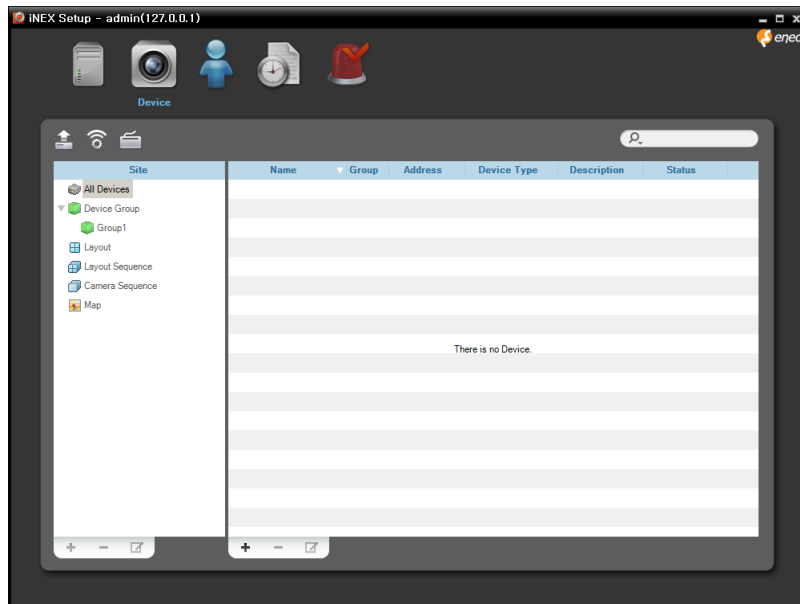 iNEX Setup - admin(127.0.0.1)
eneo
Device
Site
Name Group Address Device Type Description Status
All Devices
Device Group
Group1
Layout
Layout Sequence
Camera Sequence
Map
There is no Device.